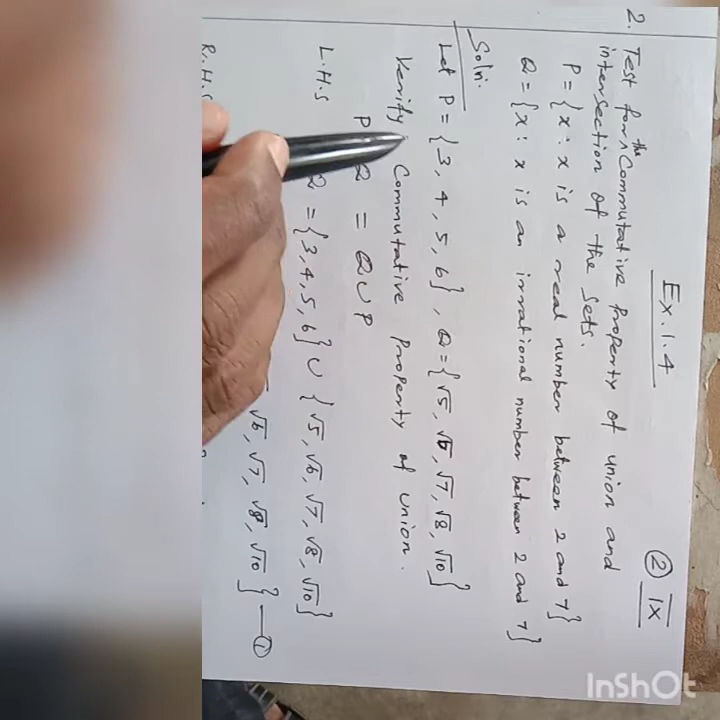 Ex. 1.4
② IX
2. Test for the Commutative Property of union and
intersection of the sets.
P = {x : x is a real number between 2 and 7}
Q = {x : x is an irrational number between 2 and 7}
Soln.
Let P = {3, 4, 5, 6}, Q = {√5, √6, √7, √8, √10}
Verify Commutative Property of union.
P Q = Q∪P
L.H.S Q = {3, 4, 5, 6} ∪ {√5, √6, √7, √8, √10}
√6, √7, √8, √10} — ①
R.H.S
InShOt